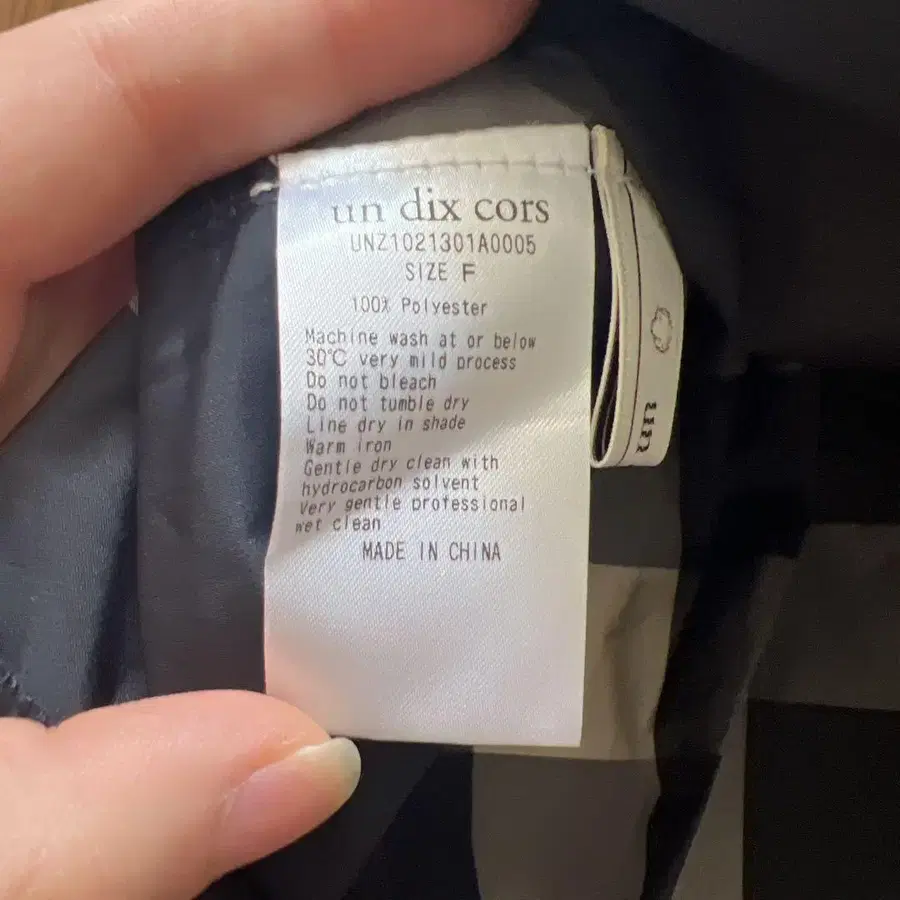 un dix cors
UNZ1021301A0005
SIZE F
100% Polyester
Machine wash at or below
30°C very mild process
Do not bleach
Do not tumble dry
Line dry in shade
Warm iron
Gentle dry clean with
hydrocarbon solvent
Very gentle professional
wet clean
MADE IN CHINA
un